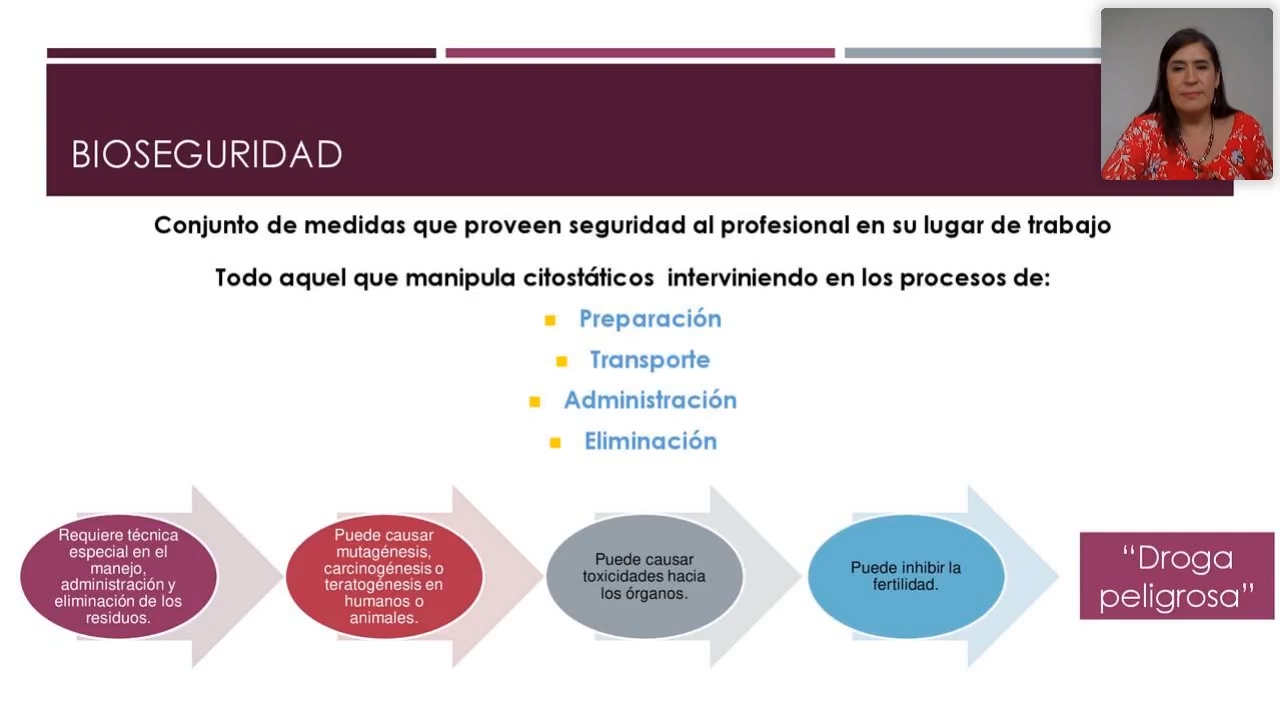 BIOSEGURIDAD
Conjunto de medidas que proveen seguridad al profesional en su lugar de trabajo
Todo aquel que manipula citostáticos interviniendo en los procesos de:
Preparación
Transporte
Administración
Eliminación
Requiere técnica
especial en el
manejo,
administración y
eliminación de los
residuos.
Puede causar
mutagénesis,
carcinogénesis o
teratogénesis en
humanos o
animales.
Puede causar
toxicidades hacia
los órganos.
Puede inhibir la
fertilidad.
“Droga
peligrosa”